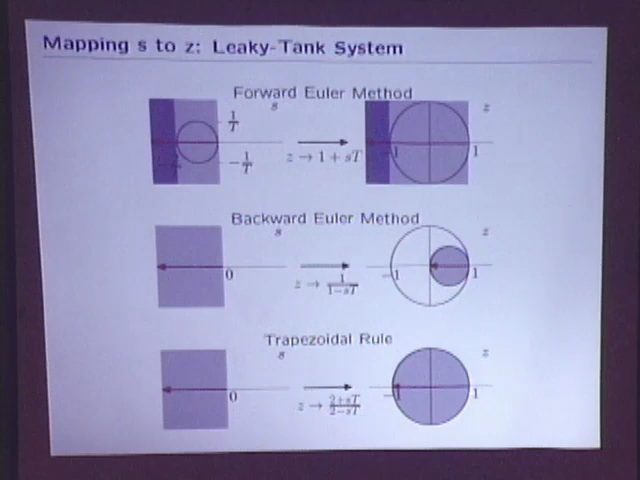 Mapping s to z: Leaky-Tank System
Forward Euler Method
s
z
1/T
z → 1 + sT
-1
1
-1/T
Backward Euler Method
s
z
0
z → 1/(1-sT)
-1
1
Trapezoidal Rule
s
z
0
z → (2+sT)/(2-sT)
-1
1